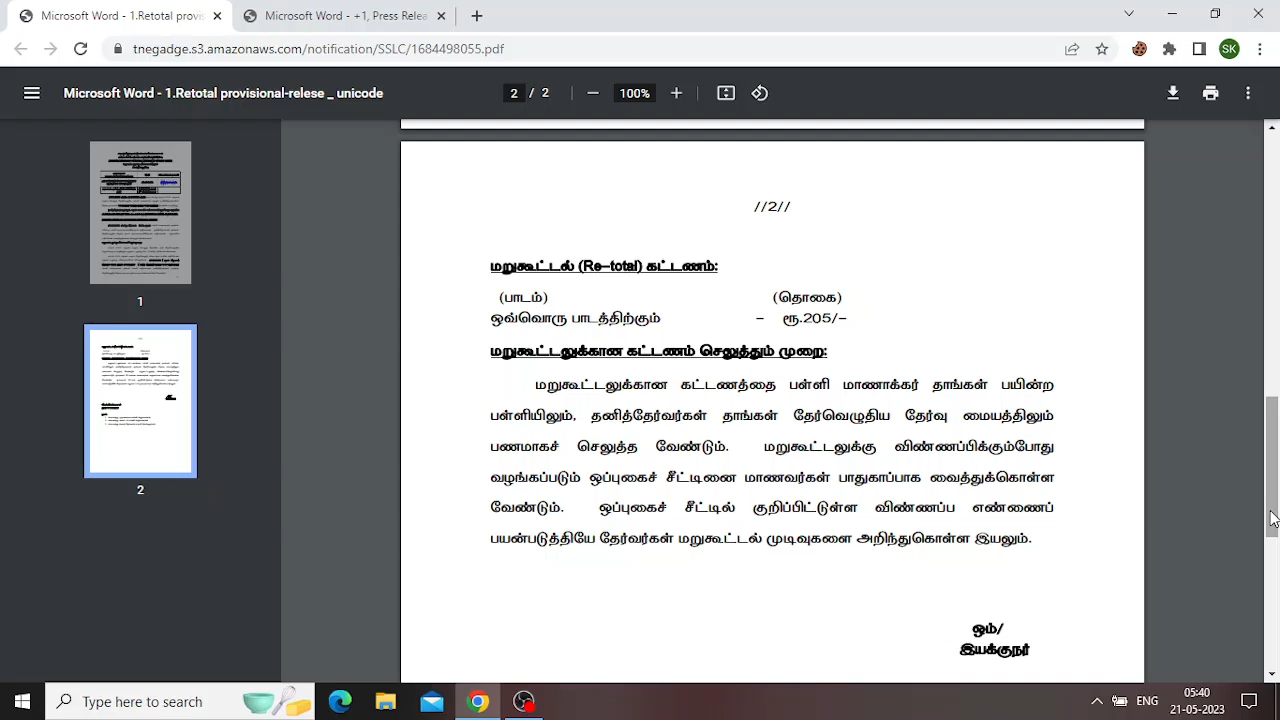 Microsoft Word - 1.Retotal provis
Microsoft Word - +1, Press Relea
tnegadge.s3.amazonaws.com/notification/SSLC/1684498055.pdf
SK
Microsoft Word - 1.Retotal provisional-relese _ unicode
2 / 2
100%
1
2
//2//
மறுகூட்டல் (Re-total) கட்டணம்:
(பாடம்) (தொகை)
ஒவ்வொரு பாடத்திற்கும் - ரூ.205/-
மறுகூட்டலுக்கான கட்டணம் செலுத்தும் முறை:
மறுகூட்டலுக்கான கட்டணத்தை பள்ளி மாணாக்கர் தாங்கள் பயின்ற
பள்ளியிலும், தனித்தேர்வர்கள் தாங்கள் தேர்வெழுதிய தேர்வு மையத்திலும்
பணமாகச் செலுத்த வேண்டும். மறுகூட்டலுக்கு விண்ணப்பிக்கும்போது
வழங்கப்படும் ஒப்புகைச் சீட்டினை மாணவர்கள் பாதுகாப்பாக வைத்துக்கொள்ள
வேண்டும். ஒப்புகைச் சீட்டில் குறிப்பிட்டுள்ள விண்ணப்ப எண்ணைப்
பயன்படுத்தியே தேர்வர்கள் மறுகூட்டல் முடிவுகளை அறிந்துகொள்ள இயலும்.
ஒம்/
இயக்குநர்
Type here to search
ENG
05:40
21-05-2023